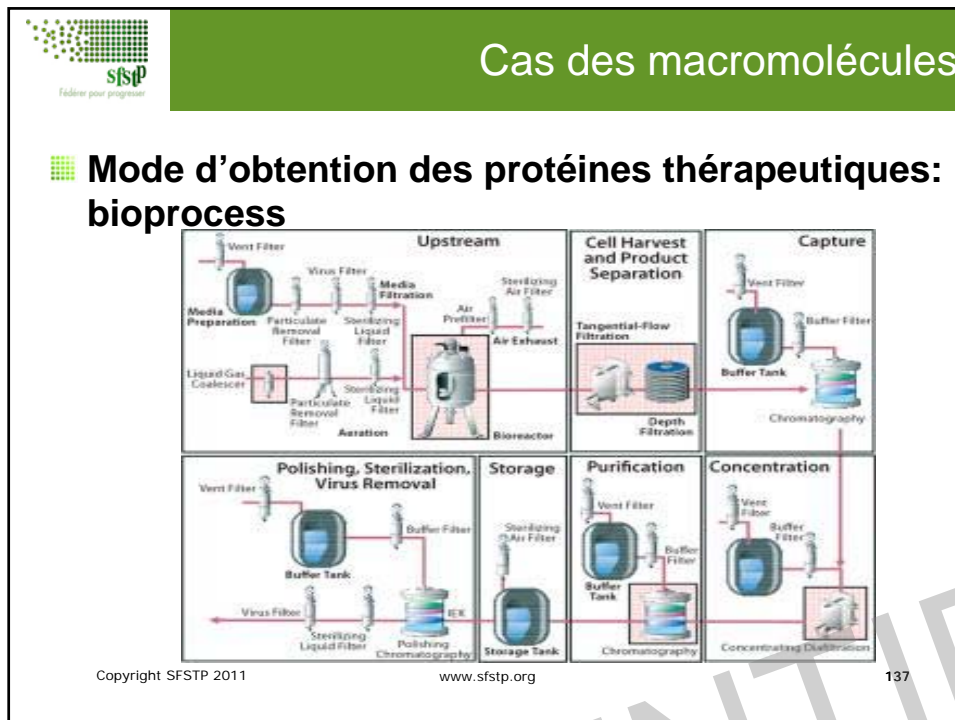 sfstp
Fédérer pour progresser
Cas des macromolécules
Mode d'obtention des protéines thérapeutiques:
bioprocess
Upstream
Vent Filter
Virus Filter
Media
Filtration
Media
Preparation
Particulate
Removal
Filter
Sterilizing
Liquid
Filter
Air
Prefilter
Sterilizing
Air Filter
Air Exhaust
Liquid Gas
Coalescer
Particulate
Removal
Filter
Sterilizing
Liquid
Filter
Aeration
Bioreactor
Cell Harvest
and Product
Separation
Tangential-Flow
Filtration
Depth
Filtration
Capture
Vent Filter
Buffer Filter
Buffer Tank
Chromatography
Polishing, Sterilization,
Virus Removal
Vent Filter
Buffer Filter
Buffer Tank
Virus Filter
IEX
Sterilizing
Liquid Filter
Polishing
Chromatography
Storage
Sterilizing
Air Filter
Storage Tank
Purification
Vent Filter
Buffer
Filter
Buffer
Tank
Chromatography
Concentration
Vent
Filter
Buffer
Filter
Buffer Tank
Concentrating
Copyright SFSTP 2011
www.sfstp.org
137